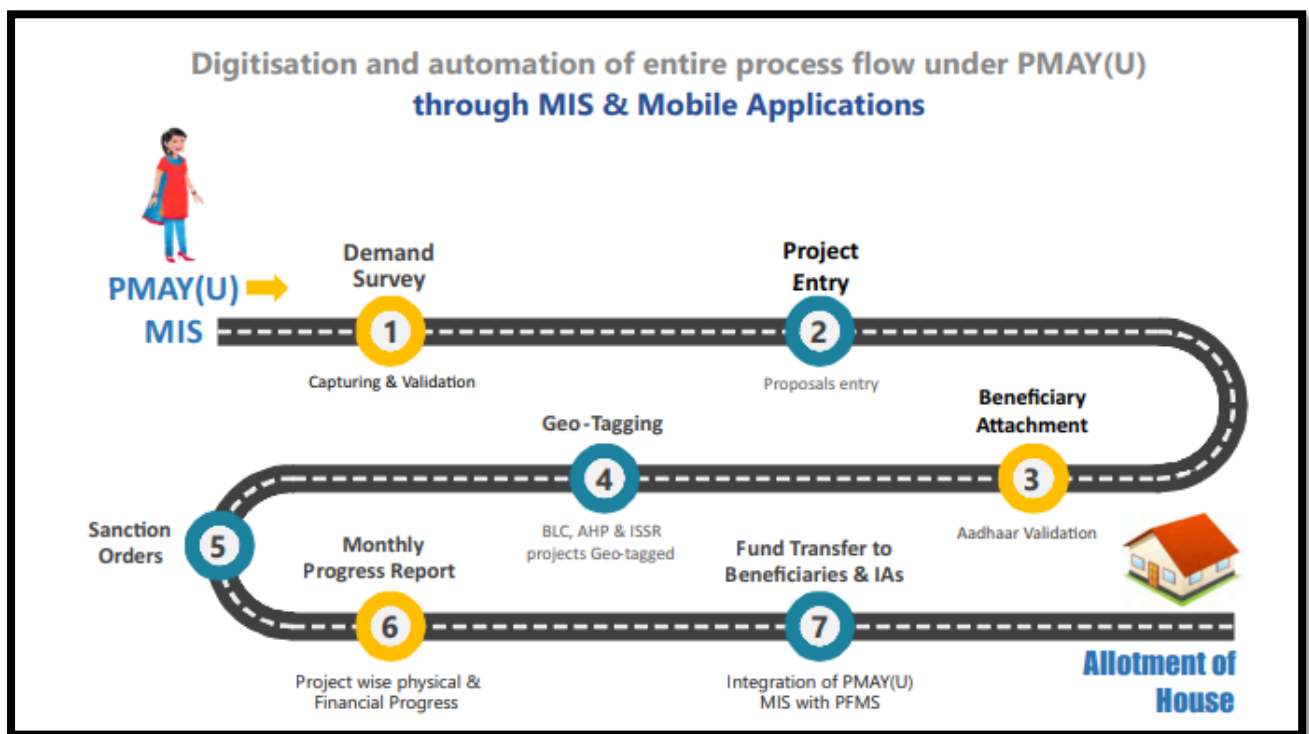 Digitisation and automation of entire process flow under PMAY(U)
through MIS & Mobile Applications
PMAY(U)
MIS
Demand
Survey
1
Capturing & Validation
Project
Entry
2
Proposals entry
Beneficiary
Attachment
3
Aadhaar Validation
Geo-Tagging
4
BLC, AHP & ISSR
projects Geo-tagged
Sanction
Orders
5
Monthly
Progress Report
6
Project wise physical &
Financial Progress
Fund Transfer to
Beneficiaries & IAs
7
Integration of PMAY(U)
MIS with PFMS
Allotment of
House